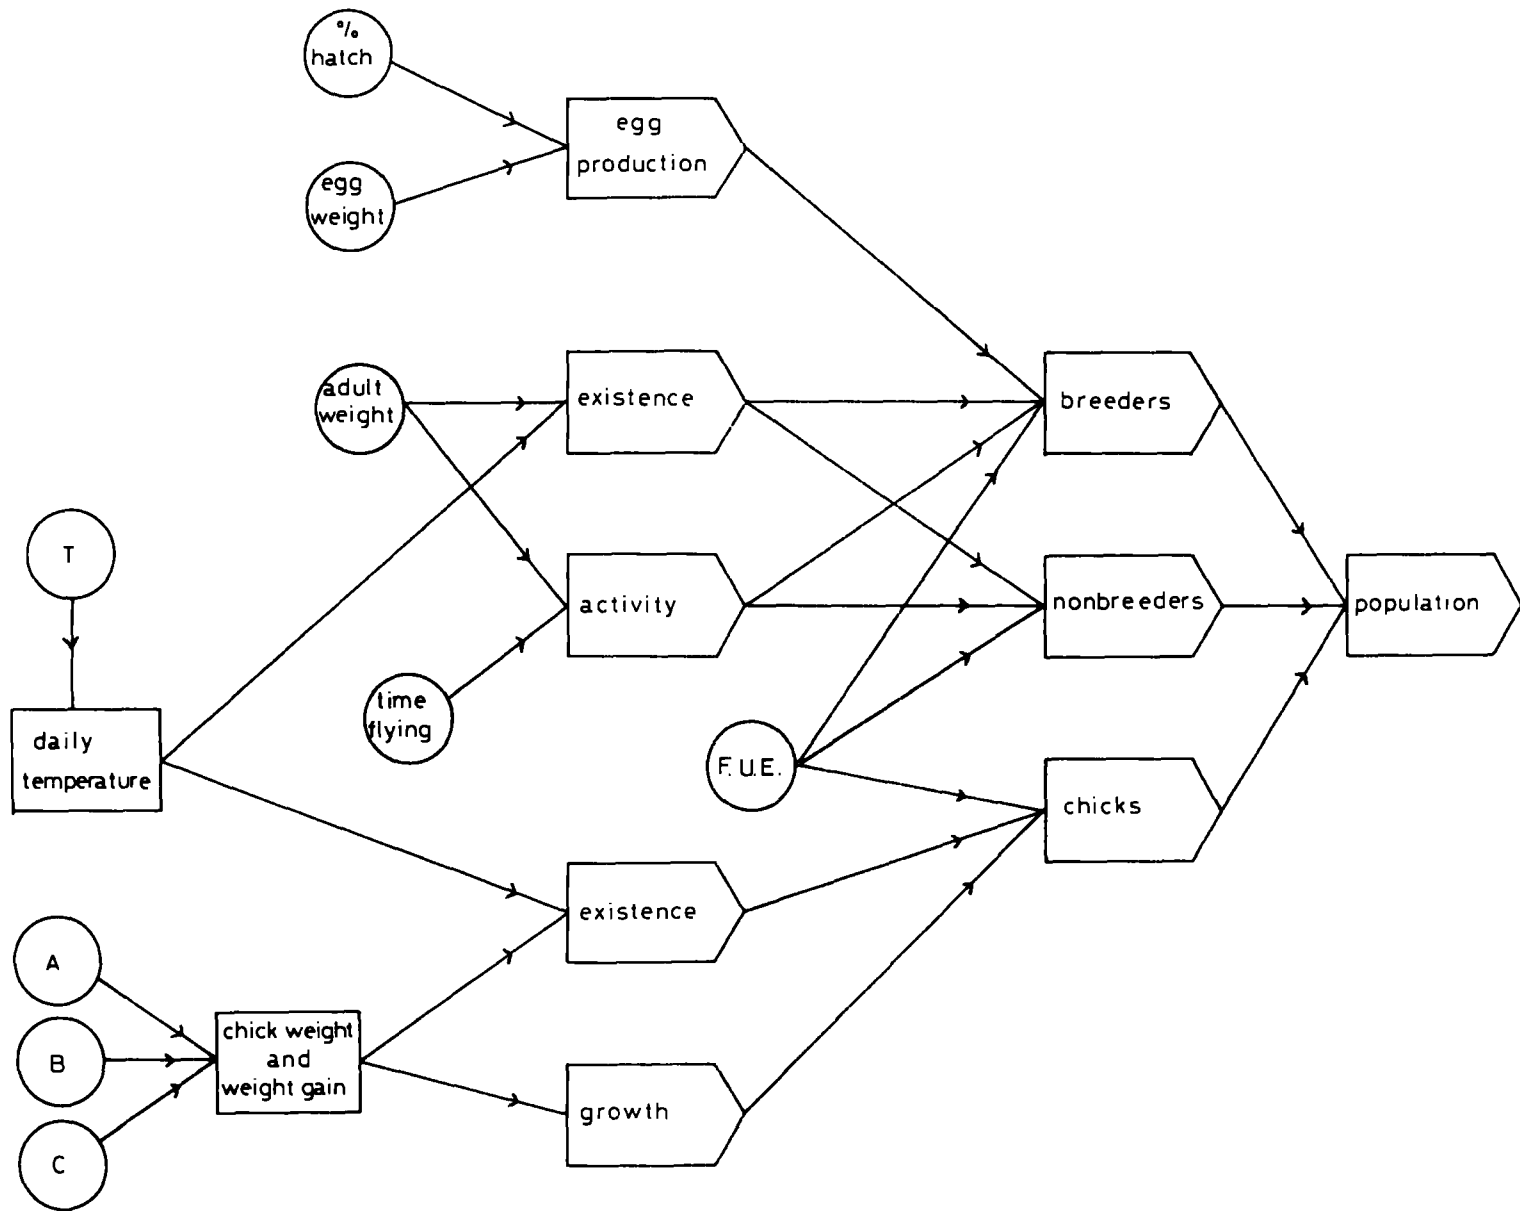 %
hatch
egg
production
egg
weight
adult
weight
existence
breeders
T
activity
nonbreeders
population
time
flying
daily
temperature
F.U.E.
chicks
existence
A
B
C
chick weight
and
weight gain
growth